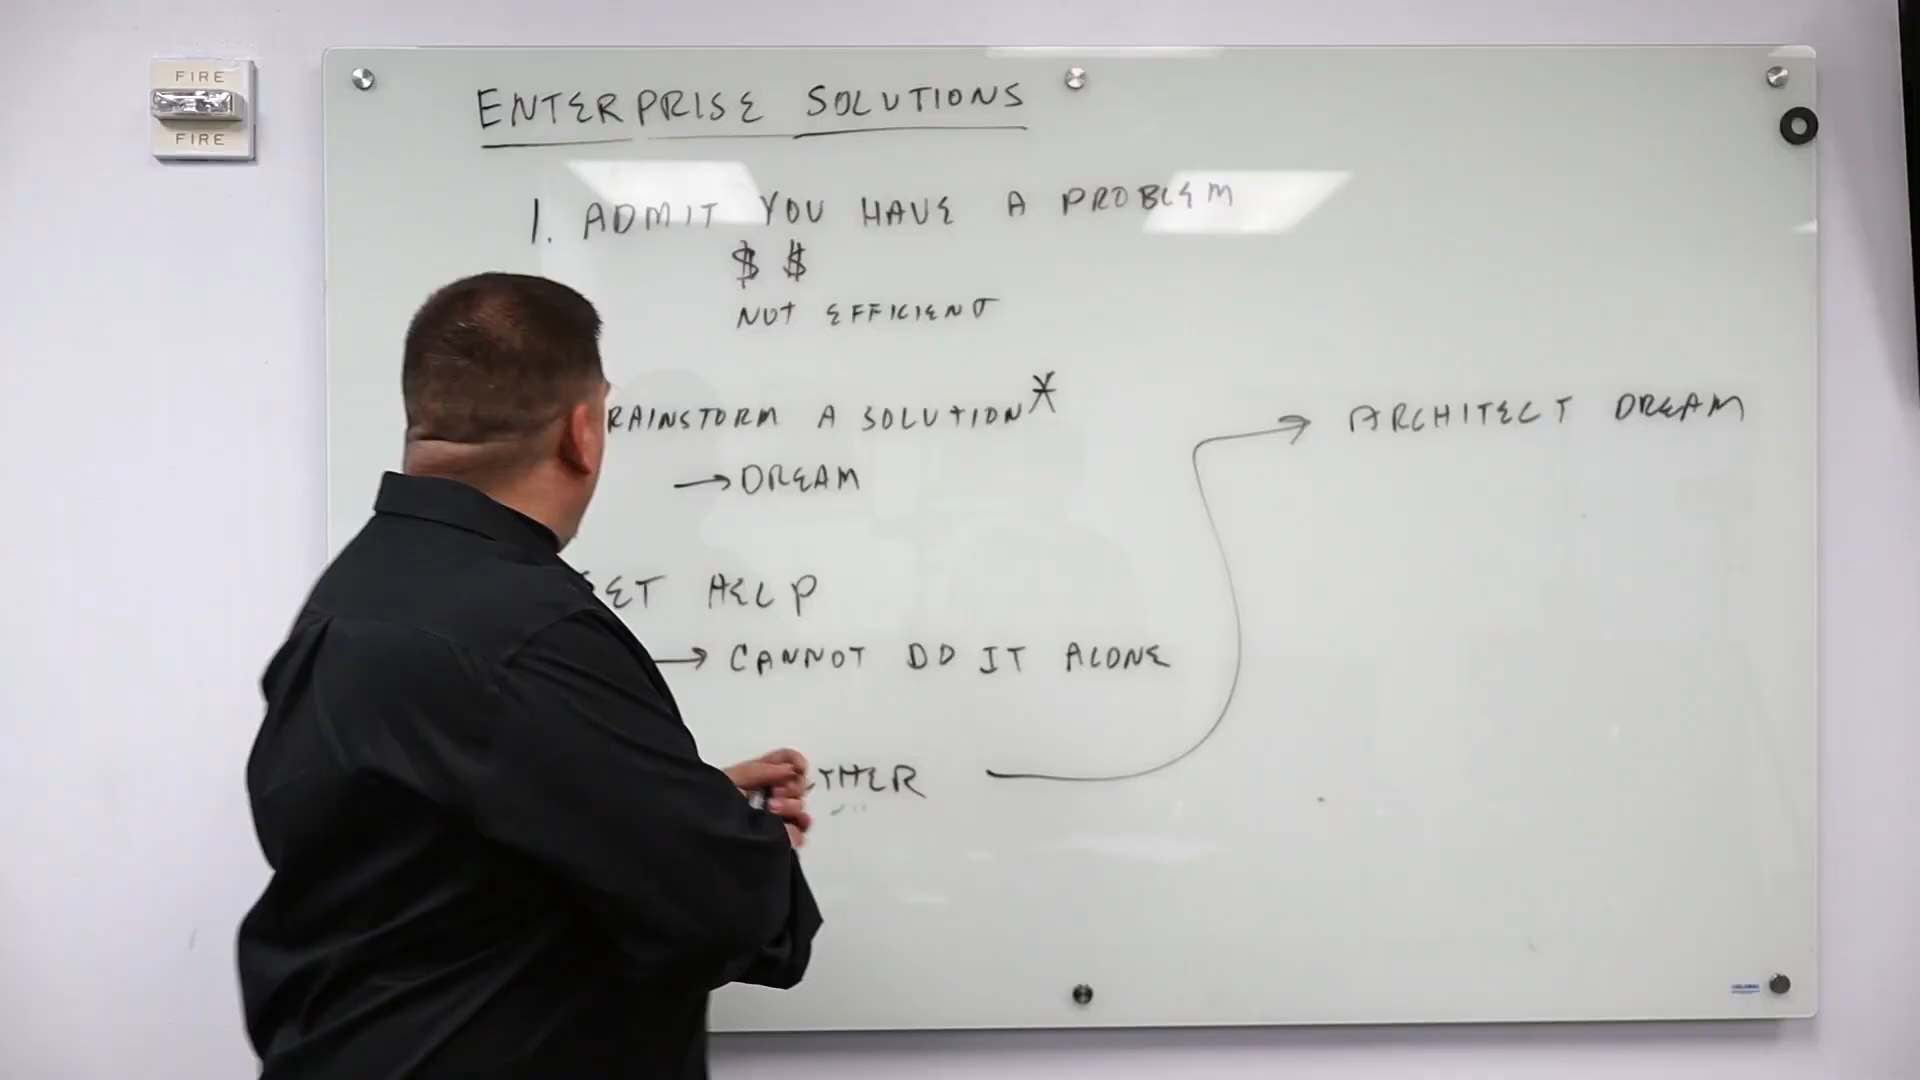 FIRE
FIRE
ENTERPRISE SOLUTIONS
1. ADMIT YOU HAVE A PROBLEM
$ $
NOT EFFICIENT
RAINSTORM A SOLUTION*
→ DREAM
ARCHITECT DREAM
ET HELP
→ CANNOT DO IT ALONE
THER